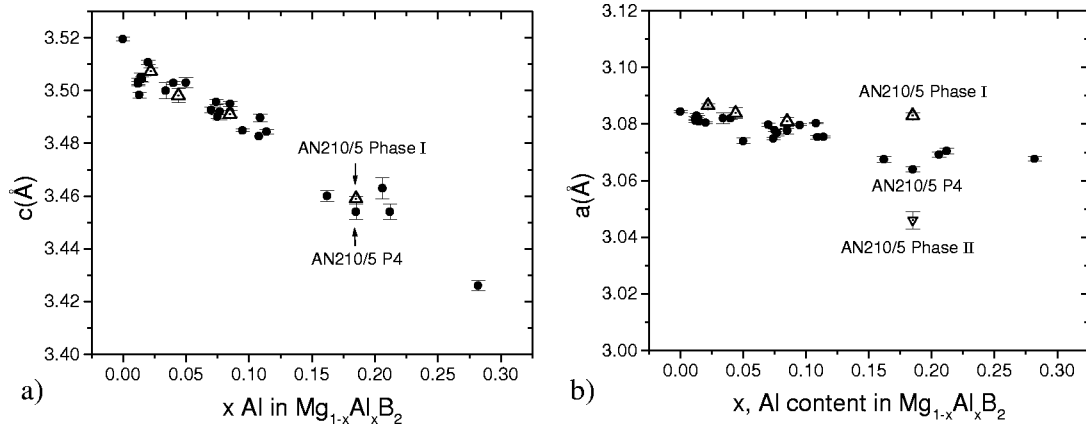 3.52
3.50
3.48
3.46
3.44
3.42
3.40
c(Å)
AN210/5 Phase I
AN210/5 P4
0.00 0.05 0.10 0.15 0.20 0.25 0.30
a)
x Al in Mg₁₋ₓAlₓB₂
3.12
3.10
3.08
3.06
3.04
3.02
3.00
a(Å)
AN210/5 Phase I
AN210/5 P4
AN210/5 Phase II
0.00 0.05 0.10 0.15 0.20 0.25 0.30
b)
x, Al content in Mg₁₋ₓAlₓB₂